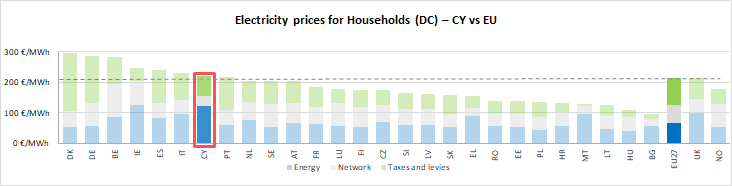 Electricity prices for Households (DC) – CY vs EU
300 €/MWh
200 €/MWh
100 €/MWh
0 €/MWh
DK DE BE IE ES IT CY PT NL SE AT FR LU FI CZ SI LV SK EL RO EE PL HR MT LT HU BG EU27 UK NO
Energy Network Taxes and levies